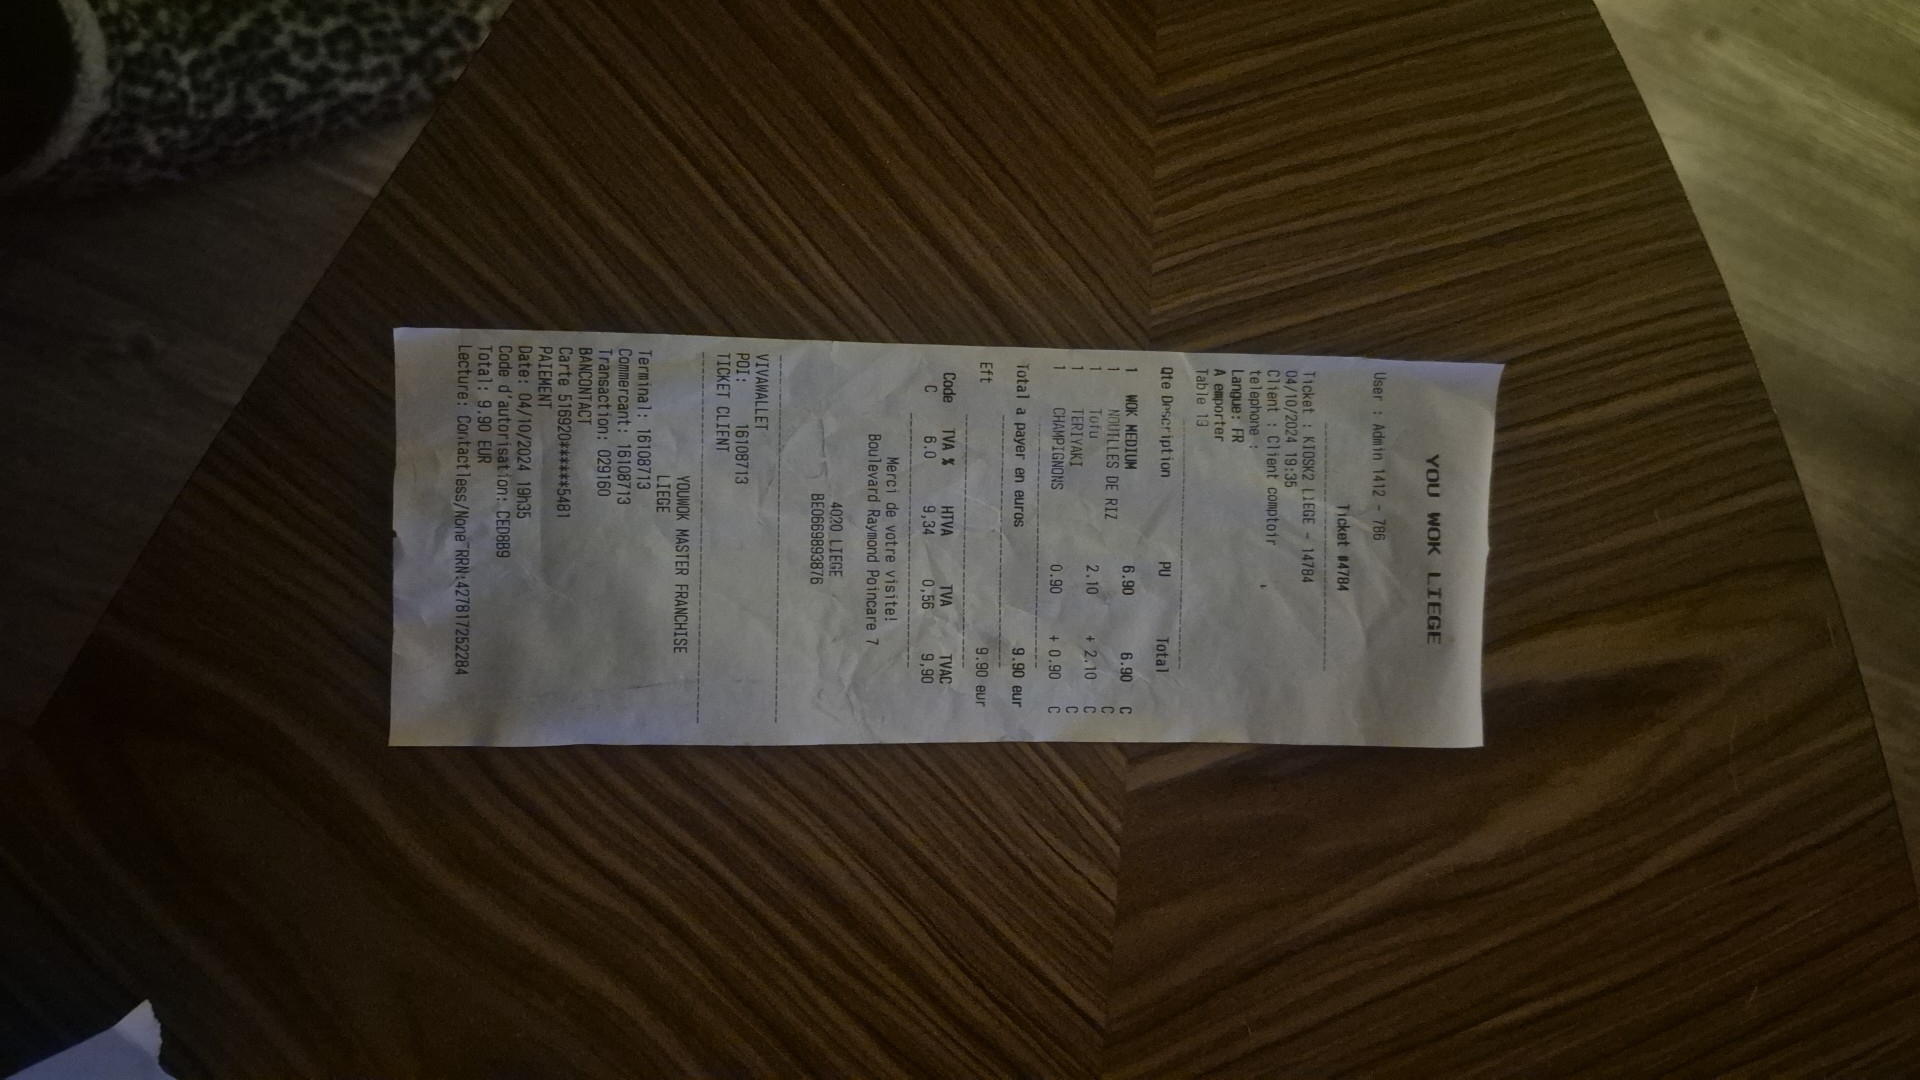 YOU WOK LIEGE
User : Admin 1412 - 786
Ticket #4784
Ticket : KIOSK2 LIEGE - 14784
04/10/2024 19:35
Client : Client comptoir
telephone :
Langue: FR
A emporter
Table 13
Qte Description PU Total
1 WOK MEDIUM 6.90 6.90 C
1 NOUILLES DE RIZ C
1 Tofu 2.10 + 2.10 C
1 TERIYAKI C
1 CHAMPIGNONS 0.90 + 0.90 C
Total a payer en euros 9.90 eur
Eft 9.90 eur
Code TVA % HTVA TVA TVAC
C 6.0 9,34 0,56 9,90
Merci de votre visite!
Boulevard Raymond Poincare 7
4020 LIEGE
BE0669893876
VIVAWALLET
POI: 16108713
TICKET CLIENT
YOUWOK MASTER FRANCHISE
LIEGE
Terminal: 16108713
Commercant: 16108713
Transaction: 029160
BANCONTACT
Carte 516920******5481
PAIEMENT
Date: 04/10/2024 19h35
Code d'autorisation: CED8B9
Total: 9.90 EUR
Lecture: Contactless/None RRN:427817252284